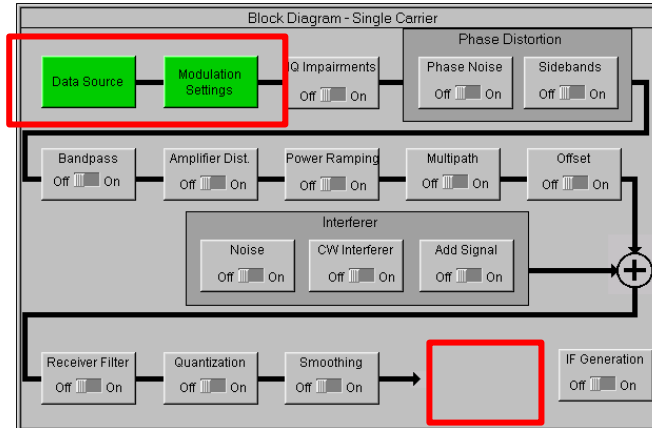 Block Diagram - Single Carrier
Phase Distortion
Data Source
Modulation
Settings
IQ Impairments
Off On
Phase Noise
Off On
Sidebands
Off On
Bandpass
Off On
Amplifier Dist.
Off On
Power Ramping
Off On
Multipath
Off On
Offset
Off On
Interferer
Noise
Off On
CW Interferer
Off On
Add Signal
Off On
Receiver Filter
Off On
Quantization
Off On
Smoothing
Off On
IF Generation
Off On